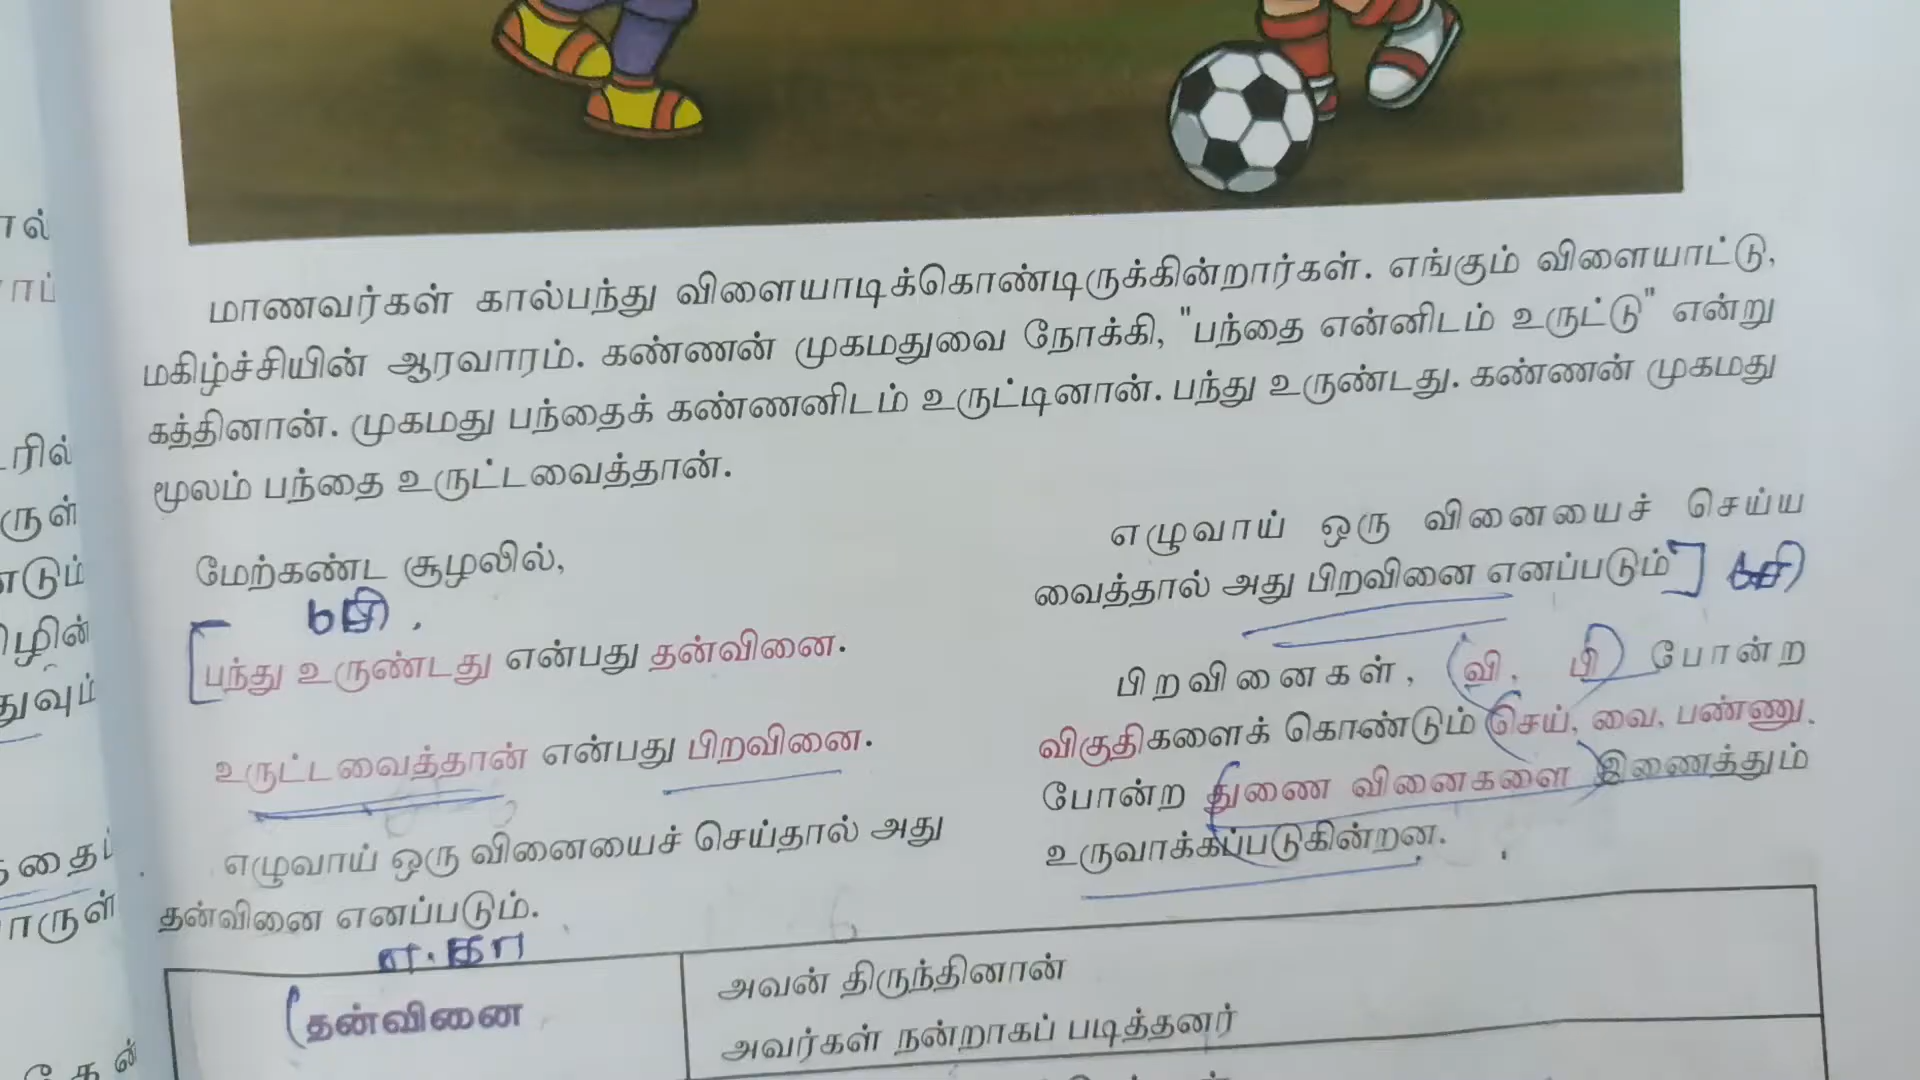 மாணவர்கள் கால்பந்து விளையாடிக்கொண்டிருக்கின்றார்கள். எங்கும் விளையாட்டு,
மகிழ்ச்சியின் ஆரவாரம். கண்ணன் முகமதுவை நோக்கி, "பந்தை என்னிடம் உருட்டு" என்று
கத்தினான். முகமது பந்தைக் கண்ணனிடம் உருட்டினான். பந்து உருண்டது. கண்ணன் முகமது
மூலம் பந்தை உருட்டவைத்தான்.
மேற்கண்ட சூழலில்,
பந்து உருண்டது என்பது தன்வினை.
உருட்டவைத்தான் என்பது பிறவினை.
எழுவாய் ஒரு வினையைச் செய்தால் அது
தன்வினை எனப்படும்.
எ.கா
எழுவாய் ஒரு வினையைச் செய்ய
வைத்தால் அது பிறவினை எனப்படும்
பிறவினைகள், வி, பி போன்ற
விகுதிகளைக் கொண்டும் செய், வை, பண்ணு,
போன்ற துணை வினைகளை இணைத்தும்
உருவாக்கப்படுகின்றன.
தன்வினை
அவன் திருந்தினான்
அவர்கள் நன்றாகப் படித்தனர்